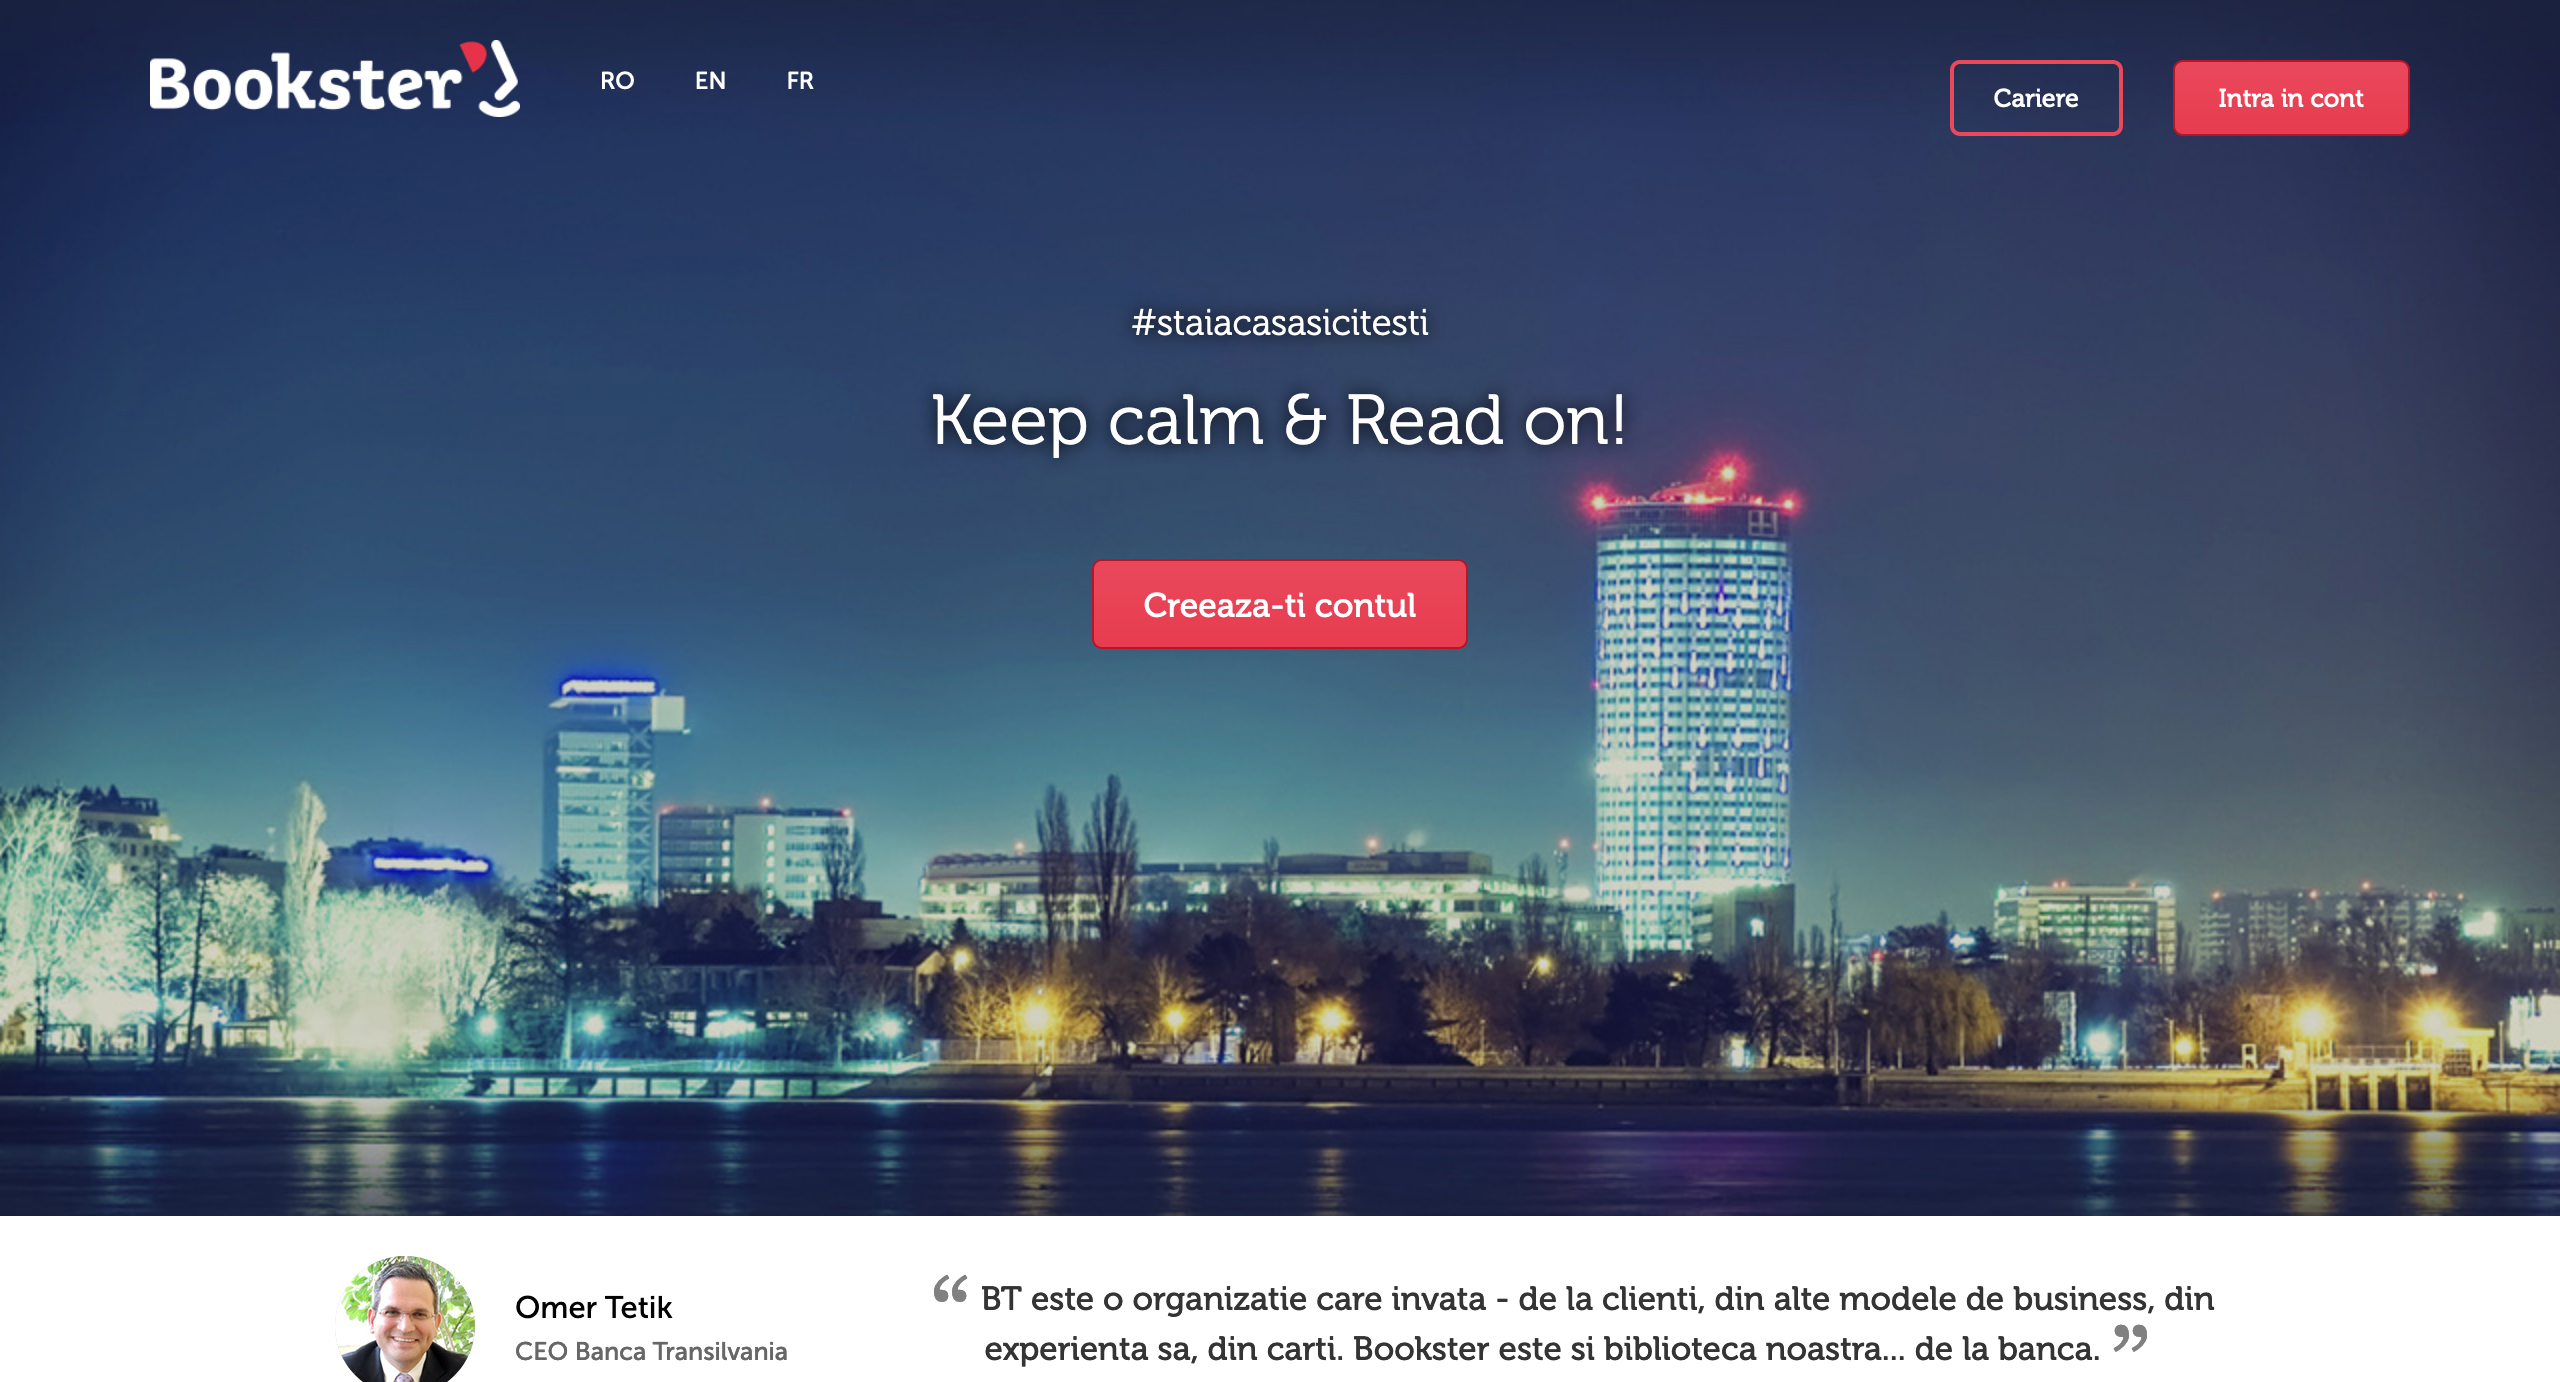 Bookster
RO EN FR
Cariere
Intra in cont
#staiacasasicitesti
Keep calm & Read on!
Creeaza-ti contul
Omer Tetik
CEO Banca Transilvania
“ BT este o organizatie care invata - de la clienti, din alte modele de business, din
experienta sa, din carti. Bookster este si biblioteca noastra... de la banca. ”